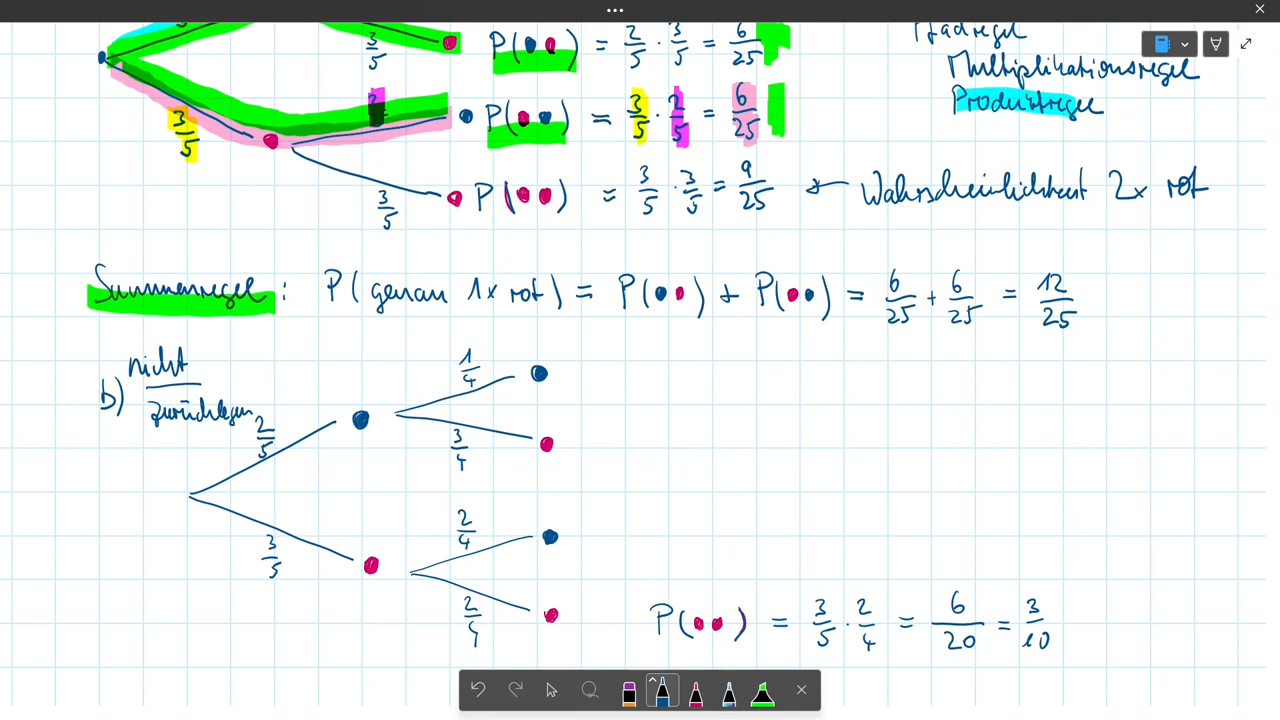 3/5 P( ) = 2/5 · 3/5 = 6/25
Pfadregel
Multiplikationsregel
Produktregel
3/5 P( ) = 3/5 · 2/5 = 6/25
3/5 P( ) = 3/5 · 3/5 = 9/25 ← Wahrscheinlichkeit 2x rot
Summenregel : P( genau 1x rot ) = P( ) + P( ) = 6/25 + 6/25 = 12/25
b) nicht
zurücklegen
2/5
1/4
3/4
3/5
2/4
2/4
P( ) = 3/5 · 2/4 = 6/20 = 3/10